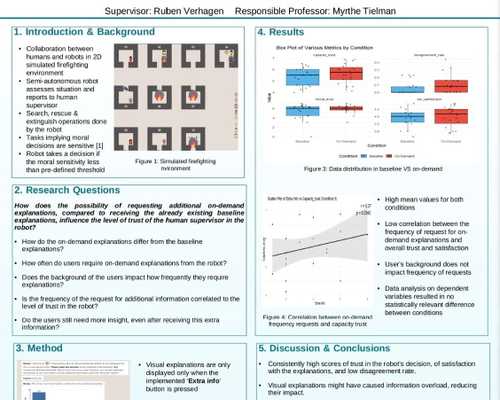 Supervisor: Ruben Verhagen Responsible Professor: Myrthe Tielman
1. Introduction & Background
• Collaboration between
humans and robots in 2D
simulated firefighting
environment
• Semi-autonomous robot
assesses situation and
reports to human
supervisor
• Search, rescue &
extinguish operations done
by the robot
• Tasks implying moral
decisions are sensitive [1]
• Robot takes a decision if
the moral sensitivity less
than pre-defined threshold
Figure 1: Simulated firefighting
nvironment
2. Research Questions
How does the possibility of requesting additional on-demand
explanations, compared to receiving the already existing baseline
explanations, influence the level of trust of the human supervisor in the
robot?
• How do the on-demand explanations differ from the baseline
explanations?
• How often do users require on-demand explanations from the robot?
• Does the background of the users impact how frequently they require
explanations?
• Is the frequency of the request for additional information correlated to the
level of trust in the robot?
• Do the users still need more insight, even after receiving this extra
information?
3. Method
• Visual explanations are only
displayed only when the
implemented 'Extra info'
button is pressed
4. Results
Box Plot of Various Metrics by Condition
Value
Baseline
On-Demand
Baseline
On-Demand
Condition
Condition Baseline On-Demand
Figure 3: Data distribution in baseline VS on-demand
Figure 4: Correlation between on-demand
frequency requests and capacity trust
• High mean values for both
conditions
• Low correlation between the
frequency of request for on-
demand explanations and
overall trust and satisfaction
• User's background does not
impact frequency of requests
• Data analysis on dependent
variables resulted in no
statistically relevant difference
between conditions
5. Discussion & Conclusions
• Consistently high scores of trust in the robot's decision, of satisfaction
with the explanations, and low disagreement rate.
• Visual explanations might have caused information overload, reducing
their impact.